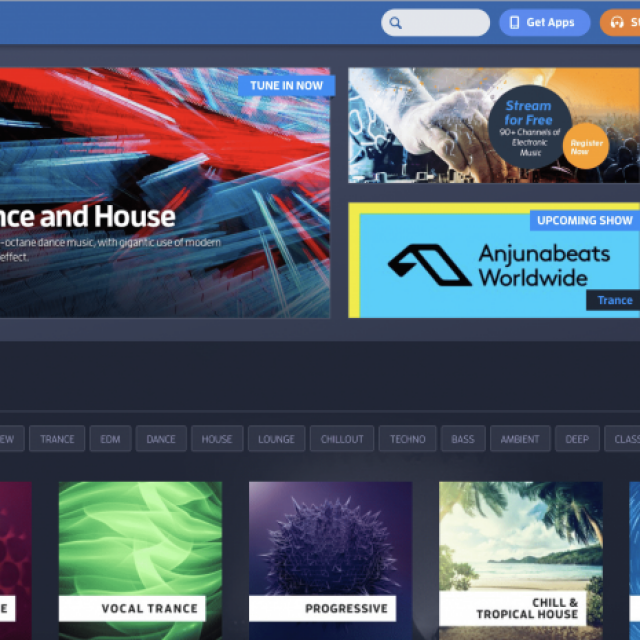 Get Apps
TUNE IN NOW
nce and House
-octane dance music, with gigantic use of modern
effect.
Stream
for Free
90+ Channels of
Electronic
Music
Register
Now
UPCOMING SHOW
Anjunabeats
Worldwide
Trance
EW
TRANCE
EDM
DANCE
HOUSE
LOUNGE
CHILLOUT
TECHNO
BASS
AMBIENT
DEEP
CLASS
E
VOCAL TRANCE
PROGRESSIVE
CHILL &
TROPICAL HOUSE